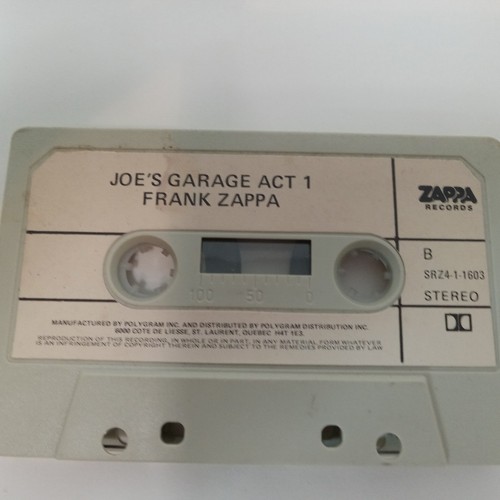 JOE'S GARAGE ACT 1
FRANK ZAPPA
ZAPPA
RECORDS
B
SRZ4-1-1603
STEREO
100 50 0
MANUFACTURED BY POLYGRAM INC. AND DISTRIBUTED BY POLYGRAM DISTRIBUTION INC.
6000 COTE DE LIESSE, ST. LAURENT, QUEBEC H4T 1E3.
REPRODUCTION OF THIS RECORDING, IN WHOLE OR IN PART, IN ANY MATERIAL FORM WHATEVER
IS AN INFRINGEMENT OF COPYRIGHT THEREIN AND SUBJECT TO THE REMEDIES PROVIDED BY LAW